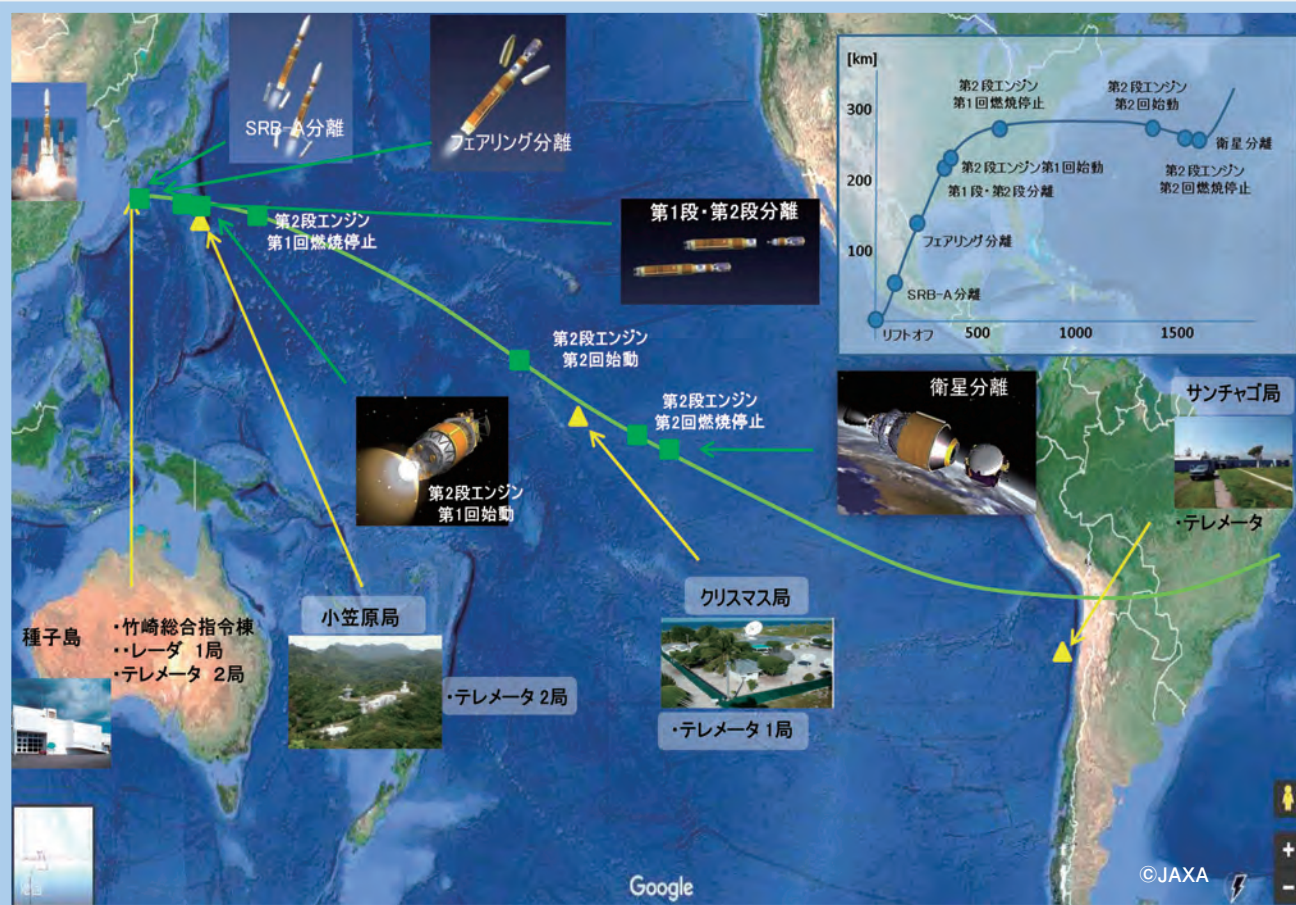 SRB-A分離
フェアリング分離
第2段エンジン
第1回燃焼停止
第1段・第2段分離
第2段エンジン
第2回始動
第2段エンジン
第2回燃焼停止
第2段エンジン
第1回始動
衛星分離
[km]
300
200
100
第2段エンジン
第1回燃焼停止
第2段エンジン
第2回始動
衛星分離
第2段エンジン第1回始動
第1段・第2段分離
第2段エンジン
第2回燃焼停止
フェアリング分離
SRB-A分離
リフトオフ
500
1000
1500
サンチャゴ局
・テレメータ
種子島
・竹崎総合指令棟
・・レーダ 1局
・テレメータ 2局
小笠原局
・テレメータ 2局
クリスマス局
・テレメータ 1局
Google
©JAXA
+
−